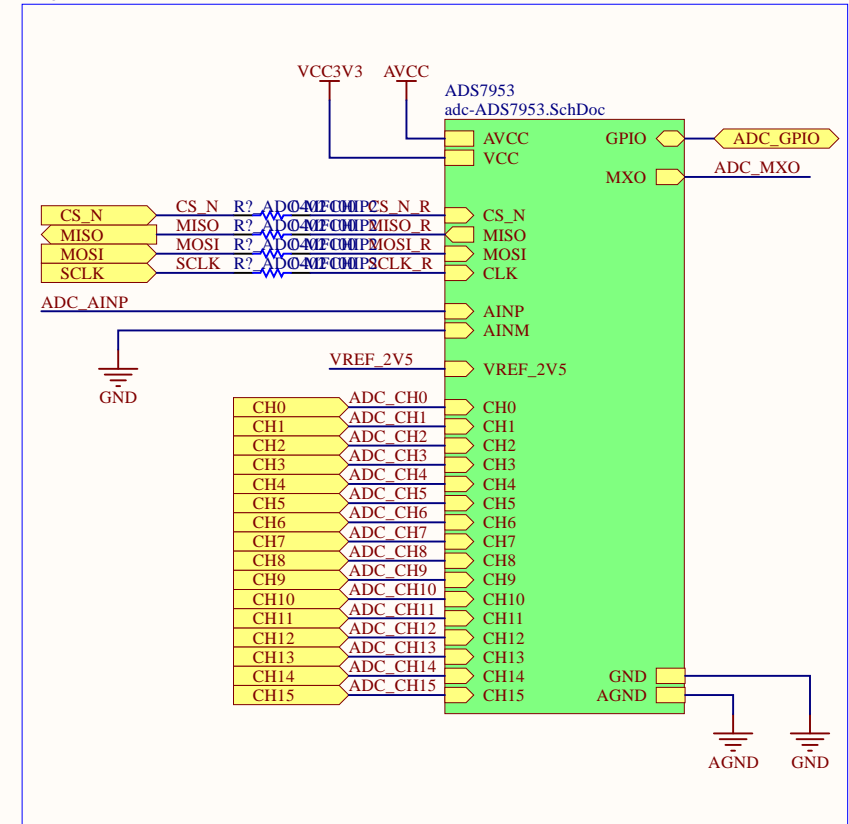 VCC3V3 AVCC
ADS7953
adc-ADS7953.SchDoc
AVCC GPIO ADC_GPIO
VCC
MXO ADC_MXO
CS_N CS_N R? CS_N_R CS_N
MISO MISO R? MISO_R MISO
MOSI MOSI R? MOSI_R MOSI
SCLK SCLK R? SCLK_R CLK
ADC_AINP AINP
AINM
GND
VREF_2V5 VREF_2V5
CH0 ADC_CH0 CH0
CH1 ADC_CH1 CH1
CH2 ADC_CH2 CH2
CH3 ADC_CH3 CH3
CH4 ADC_CH4 CH4
CH5 ADC_CH5 CH5
CH6 ADC_CH6 CH6
CH7 ADC_CH7 CH7
CH8 ADC_CH8 CH8
CH9 ADC_CH9 CH9
CH10 ADC_CH10 CH10
CH11 ADC_CH11 CH11
CH12 ADC_CH12 CH12
CH13 ADC_CH13 CH13
CH14 ADC_CH14 CH14 GND
CH15 ADC_CH15 CH15 AGND
AGND GND